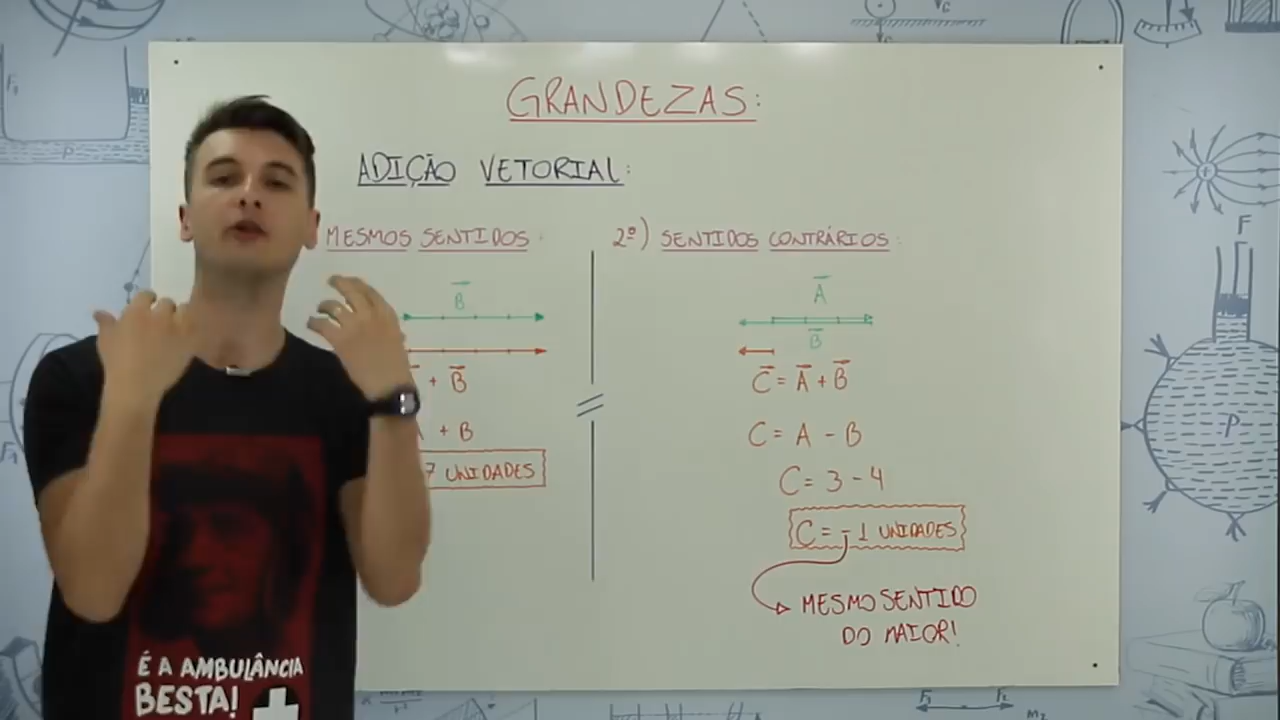 GRANDEZAS:
ADIÇÃO VETORIAL:
MESMOS SENTIDOS:
B
+ B
+ B
7 UNIDADES
2º) SENTIDOS CONTRÁRIOS:
A
B
C = A + B
C = A - B
C = 3 - 4
C = -1 UNIDADES
MESMO SENTIDO
DO MAIOR!
É A AMBULÂNCIA
BESTA!
F
P